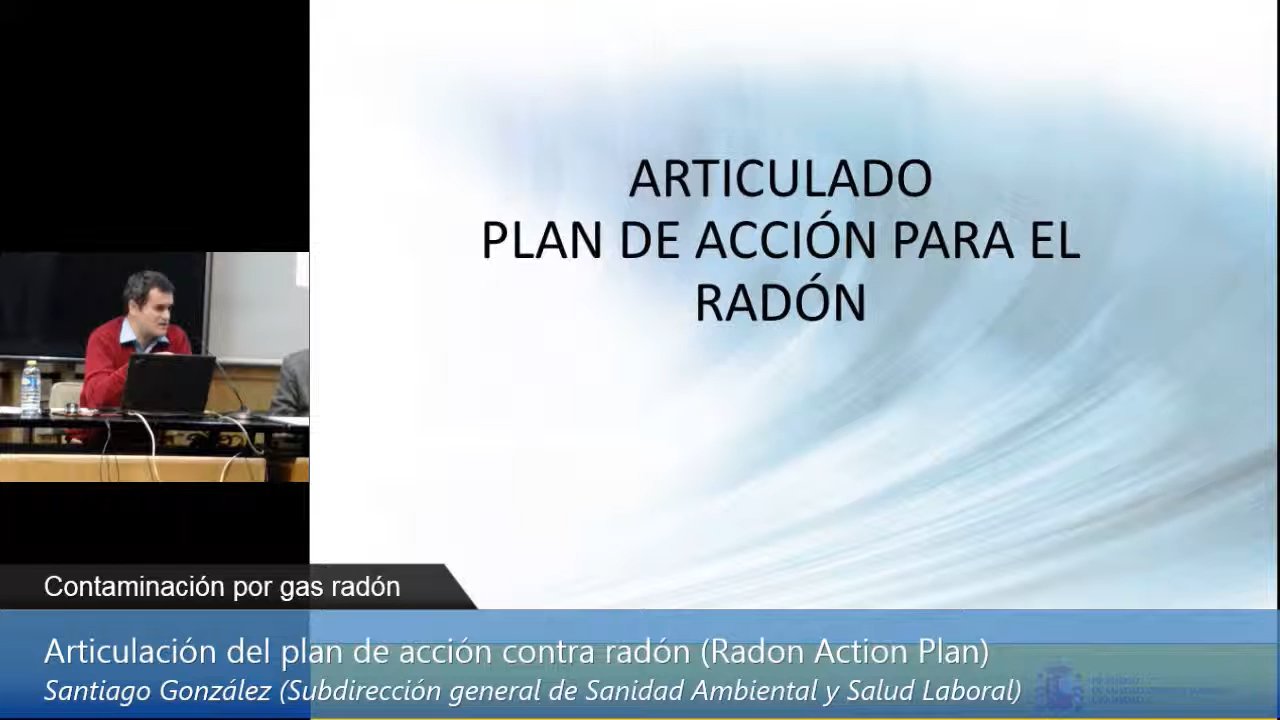 ARTICULADO
PLAN DE ACCIÓN PARA EL
RADÓN
Contaminación por gas radón
Articulación del plan de acción contra radón (Radon Action Plan)
Santiago González (Subdirección general de Sanidad Ambiental y Salud Laboral)